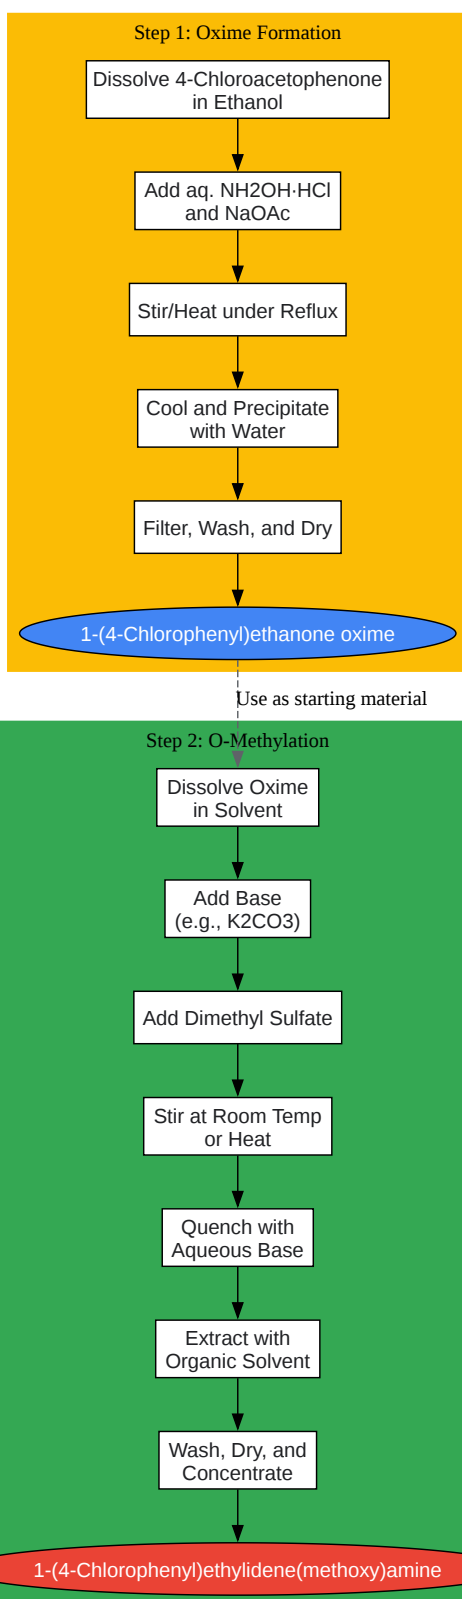 Step 1: Oxime Formation
Dissolve 4-Chloroacetophenone
in Ethanol
Add aq. NH2OH·HCl
and NaOAc
Stir/Heat under Reflux
Cool and Precipitate
with Water
Filter, Wash, and Dry
1-(4-Chlorophenyl)ethanone oxime
Use as starting material
Step 2: O-Methylation
Dissolve Oxime
in Solvent
Add Base
(e.g., K2CO3)
Add Dimethyl Sulfate
Stir at Room Temp
or Heat
Quench with
Aqueous Base
Extract with
Organic Solvent
Wash, Dry, and
Concentrate
1-(4-Chlorophenyl)ethylidene(methoxy)amine